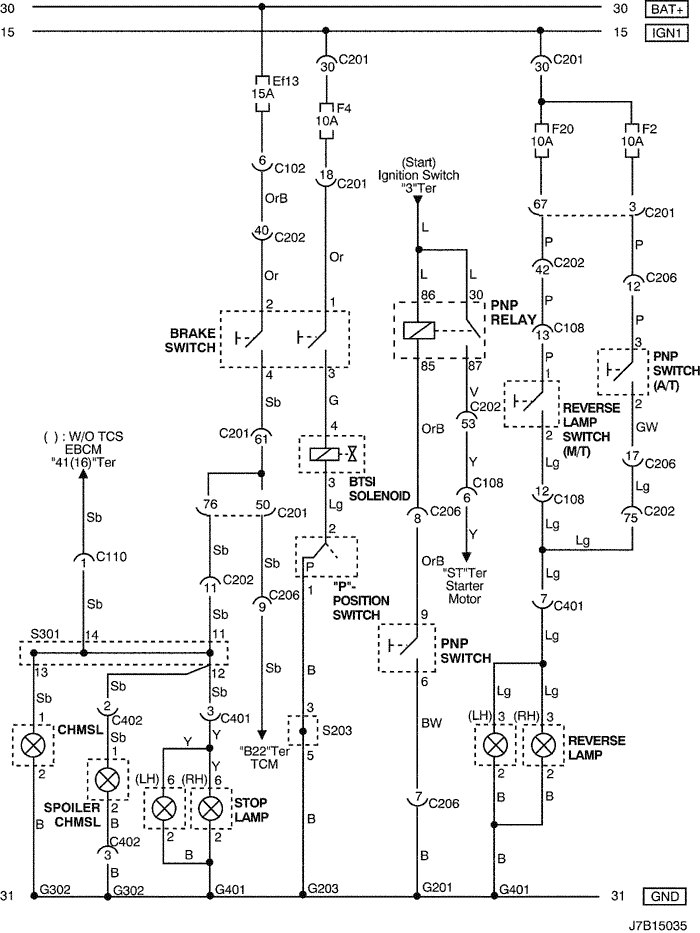 30 30 BAT+
15 15 IGN1
C201 C201
30 30
Ef13
15A
F4
10A
F20 F2
10A 10A
6 C102
18 C201
(Start)
Ignition Switch
"3"Ter
OrB
67 3 C201
40 C202
L
P P
Or Or
L L
42 C202
12 C206
86 30
P P
2 1
PNP
RELAY
BRAKE
SWITCH
13 C108
P 3
PNP
SWITCH
(A/T)
4 3
85 87
1
Sb G
V
REVERSE
LAMP
SWITCH
(M/T)
2
2
GW
C201 61
4
OrB
C202
53
( ) : W/O TCS
EBCM
"41(16)"Ter
BTSI
SOLENOID
3
Y
Lg
17 C206
Lg
C108
6
12 C108
76 50 C201
Lg
75 C202
Sb
2
8 C206
Y
Lg
Lg
Sb Sb
P
1 C110
OrB
"ST"Ter
Starter
Motor
Lg
11 C202
1
"P"-
POSITION
SWITCH
9 C206
7 C401
Sb
Sb
9
S301 14 11
PNP
SWITCH
Lg
13 12
Sb
B
6
Sb Sb Sb
Lg Lg
1
2 C402
3 C401
3
S203
5
BW
(LH) 3 (RH) 3
CHMSL
Sb
1
Y Y
"B22"Ter
TCM
REVERSE
LAMP
2
2 2
(LH) 6 (RH) 6
SPOILER
CHMSL
2
STOP
LAMP
7 C206
B B
B B
2 2
B
C402
3
B
B
B
31 G302 G302 G401 G203 G201 G401 31 GND
J7B15035